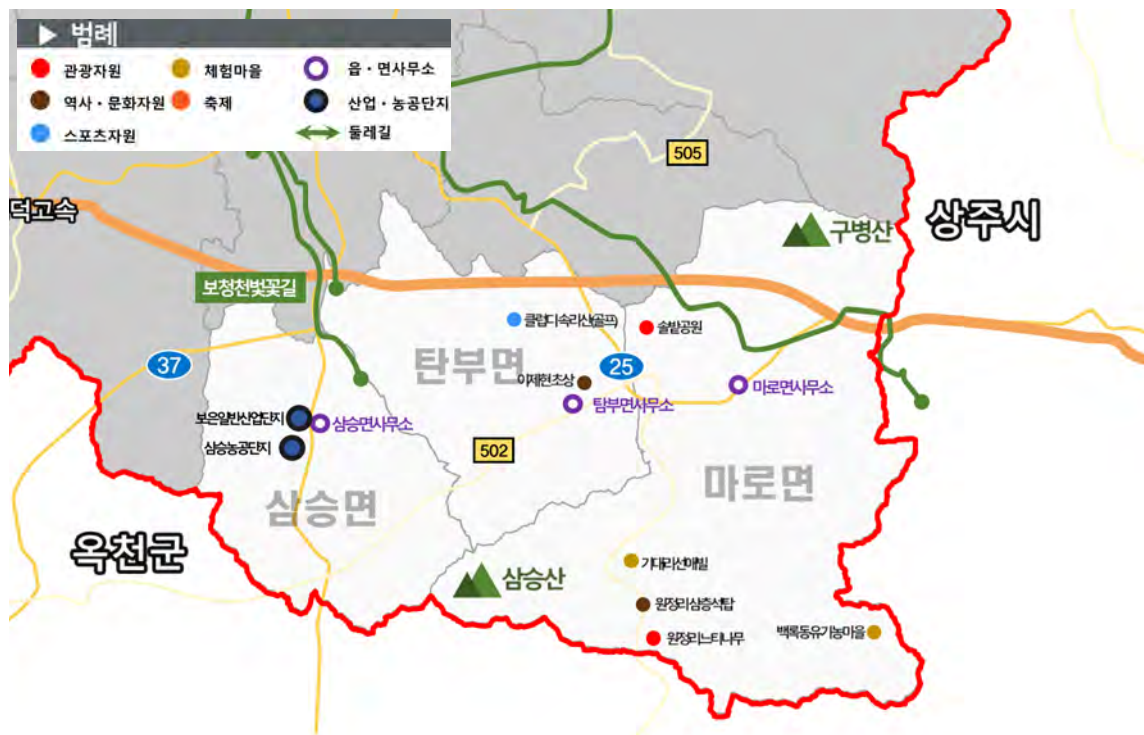 ▶ 범례
관광자원
체험마을
읍·면사무소
역사·문화자원
축제
산업·농공단지
스포츠자원
둘레길
505
덕고속
구병산
상주시
보청천벚꽃길
클럽디속리산(골프)
솔밭공원
37
탄부면
25
이제현초상
마로면사무소
탐부면사무소
보은일반산업단지
삼승면사무소
삼승농공단지
502
마로면
삼승면
옥천군
삼승산
기대리선애빌
원정리삼층석탑
백록동유기농마을
원정리느티나무